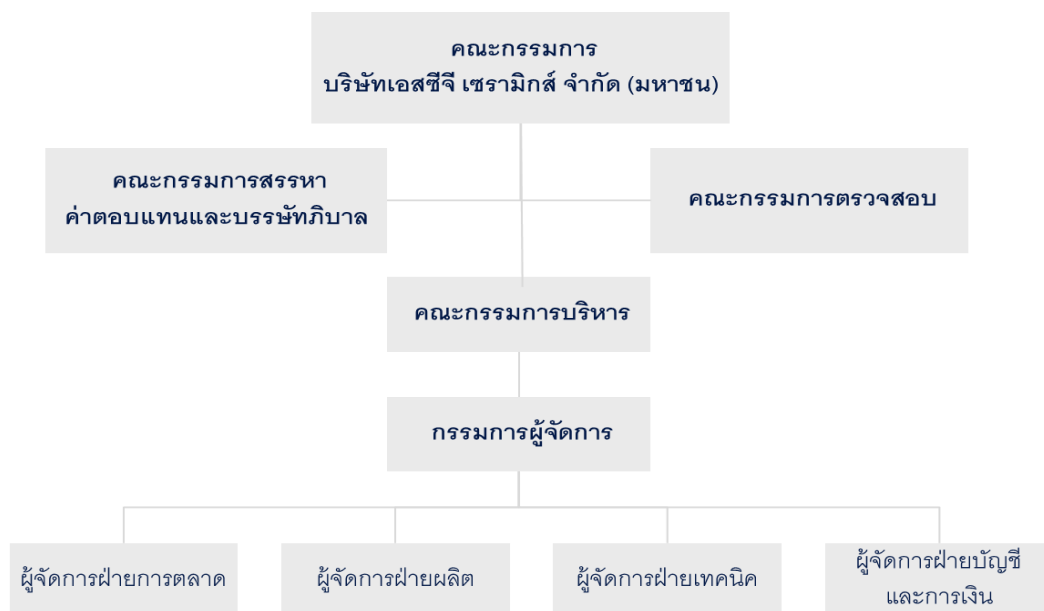 คณะกรรมการ
บริษัทเอสซีจี เซรามิกส์ จำกัด (มหาชน)
คณะกรรมการสรรหา
ค่าตอบแทนและบรรษัทภิบาล
คณะกรรมการตรวจสอบ
คณะกรรมการบริหาร
กรรมการผู้จัดการ
ผู้จัดการฝ่ายการตลาด
ผู้จัดการฝ่ายผลิต
ผู้จัดการฝ่ายเทคนิค
ผู้จัดการฝ่ายบัญชี
และการเงิน